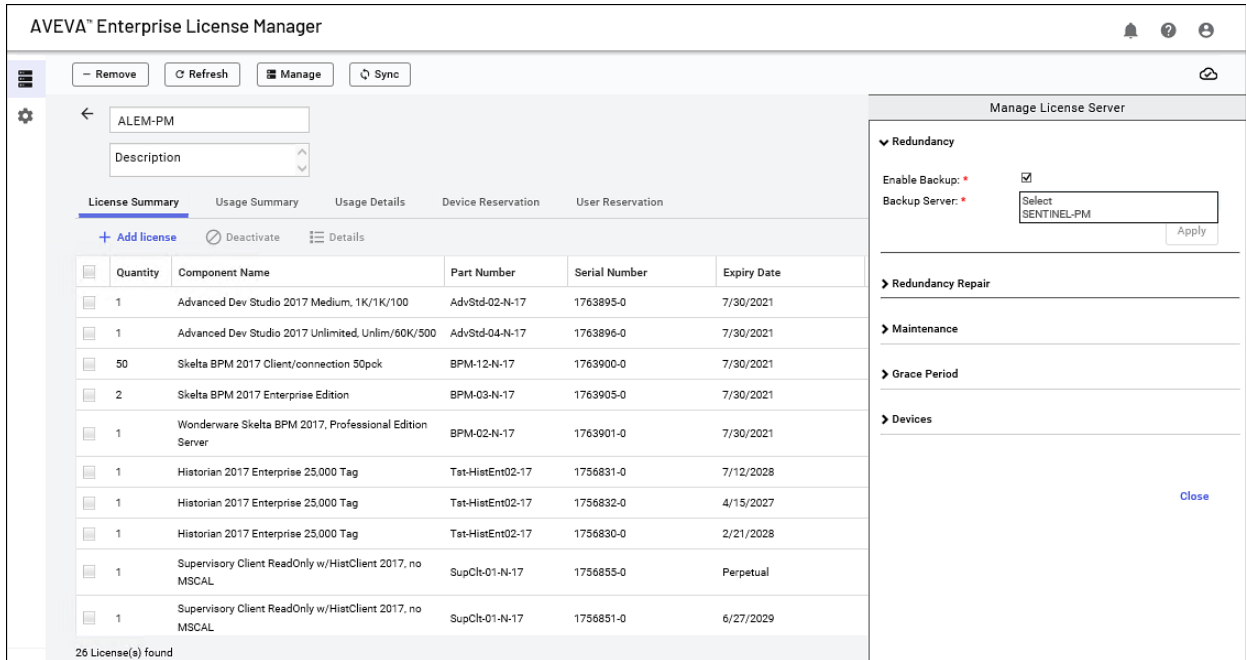 AVEVA™ Enterprise License Manager
Remove Refresh Manage Sync
ALEM-PM
Description
License Summary Usage Summary Usage Details Device Reservation User Reservation
+ Add license Deactivate Details
Quantity Component Name Part Number Serial Number Expiry Date
1 Advanced Dev Studio 2017 Medium, 1K/1K/100 AdvStd-02-N-17 1763895-0 7/30/2021
1 Advanced Dev Studio 2017 Unlimited, Unlim/60K/500 AdvStd-04-N-17 1763896-0 7/30/2021
50 Skelta BPM 2017 Client/connection 50pck BPM-12-N-17 1763900-0 7/30/2021
2 Skelta BPM 2017 Enterprise Edition BPM-03-N-17 1763905-0 7/30/2021
1 Wonderware Skelta BPM 2017, Professional Edition
Server BPM-02-N-17 1763901-0 7/30/2021
1 Historian 2017 Enterprise 25,000 Tag Tst-HistEnt02-17 1756831-0 7/12/2028
1 Historian 2017 Enterprise 25,000 Tag Tst-HistEnt02-17 1756832-0 4/15/2027
1 Historian 2017 Enterprise 25,000 Tag Tst-HistEnt02-17 1756830-0 2/21/2028
1 Supervisory Client ReadOnly w/HistClient 2017, no
MSCAL SupClt-01-N-17 1756855-0 Perpetual
1 Supervisory Client ReadOnly w/HistClient 2017, no
MSCAL SupClt-01-N-17 1756851-0 6/27/2029
26 License(s) found
Manage License Server
Redundancy
Enable Backup: *
Backup Server: * Select
SENTINEL-PM
Apply
Redundancy Repair
Maintenance
Grace Period
Devices
Close